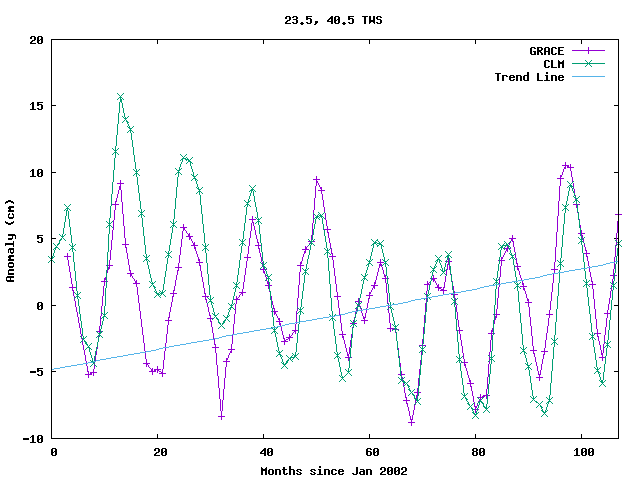 23.5, 40.5 TWS
GRACE
CLM
Trend Line
20
15
10
5
0
-5
-10
Anomaly (cm)
0 20 40 60 80 100
Months since Jan 2002